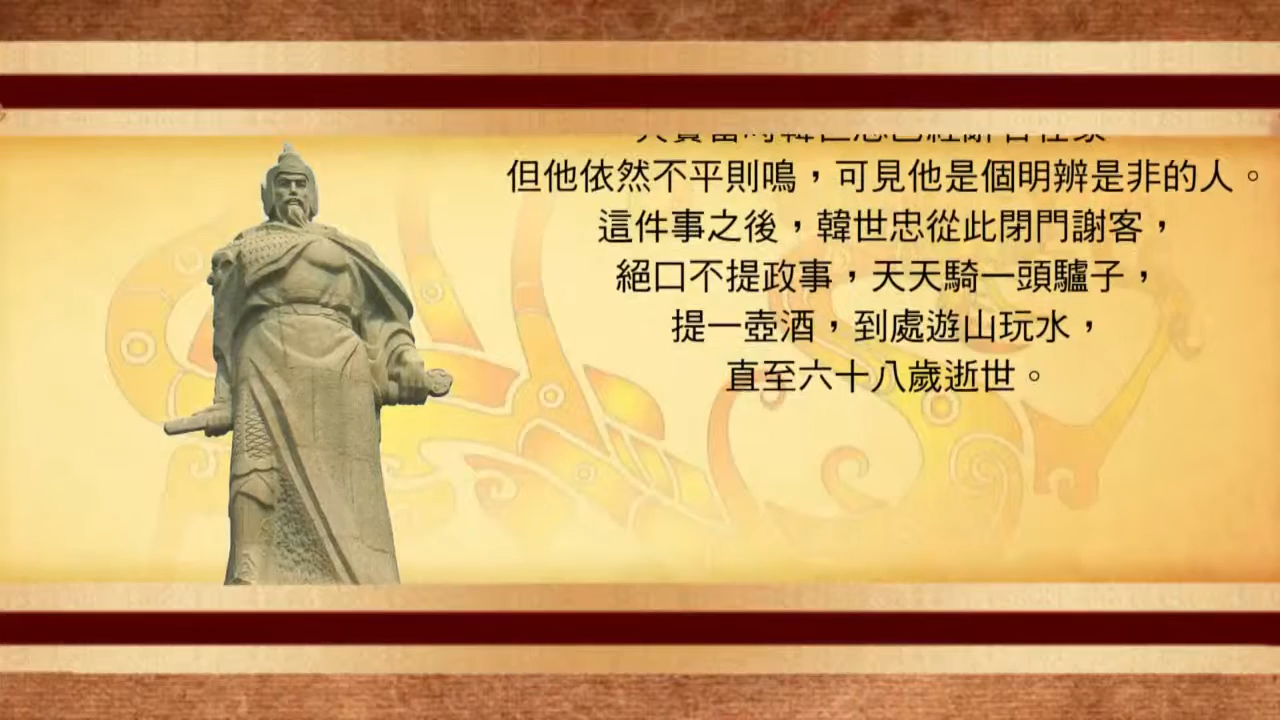 但他依然不平則鳴，可見他是個明辨是非的人。
這件事之後，韓世忠從此閉門謝客，
絕口不提政事，天天騎一頭驢子，
提一壺酒，到處遊山玩水，
直至六十八歲逝世。